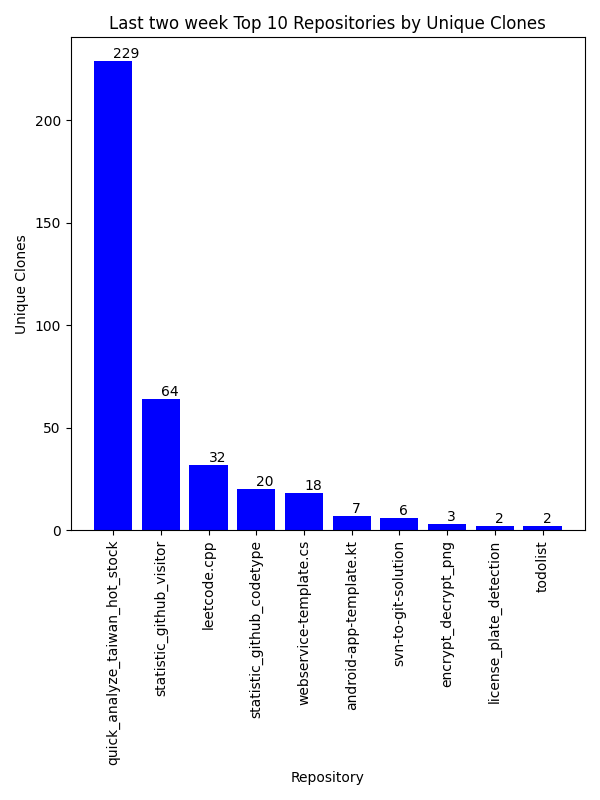 Last two week Top 10 Repositories by Unique Clones
Unique Clones
200
150
100
50
0
229
64
32
20
18
7
6
3
2
2
quick_analyze_taiwan_hot_stock
statistic_github_visitor
leetcode.cpp
statistic_github_codetype
webservice-template.cs
android-app-template.kt
svn-to-git-solution
encrypt_decrypt_png
license_plate_detection
todolist
Repository